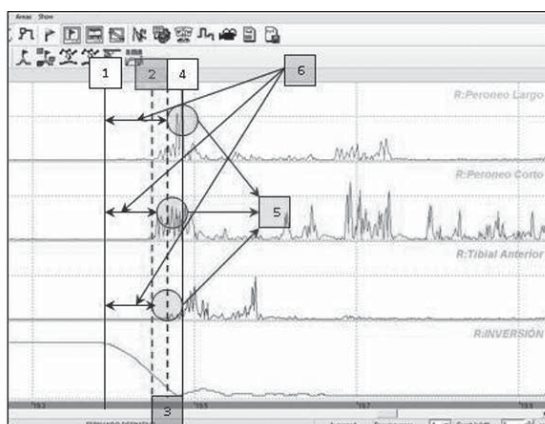 Areas Show
1
2
4
6
R:Peroneo Largo
R:Peroneo Corto
5
R:Tibial Anterior
R:INVERSIÓN
3